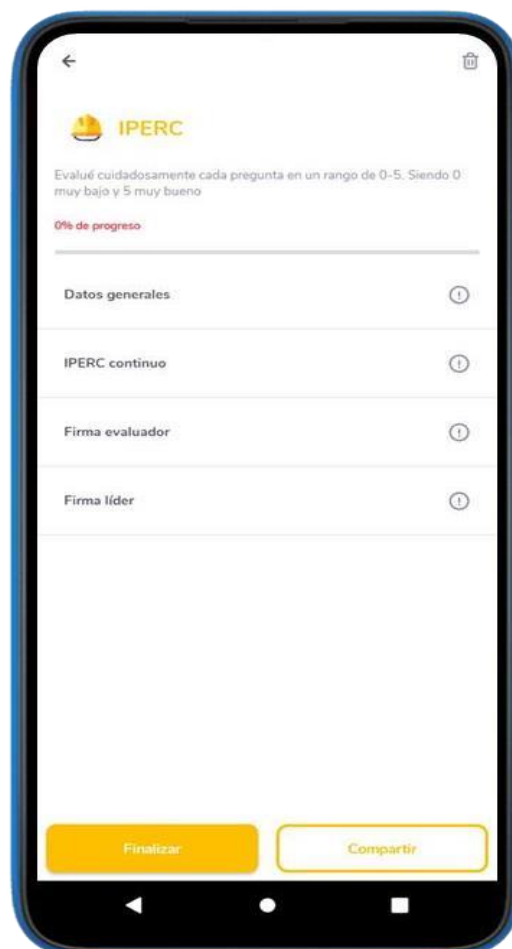 IPERC
Evalué cuidadosamente cada pregunta en un rango de 0-5. Siendo 0
muy bajo y 5 muy bueno
0% de progreso
Datos generales
IPERC continuo
Firma evaluador
Firma líder
Finalizar
Compartir